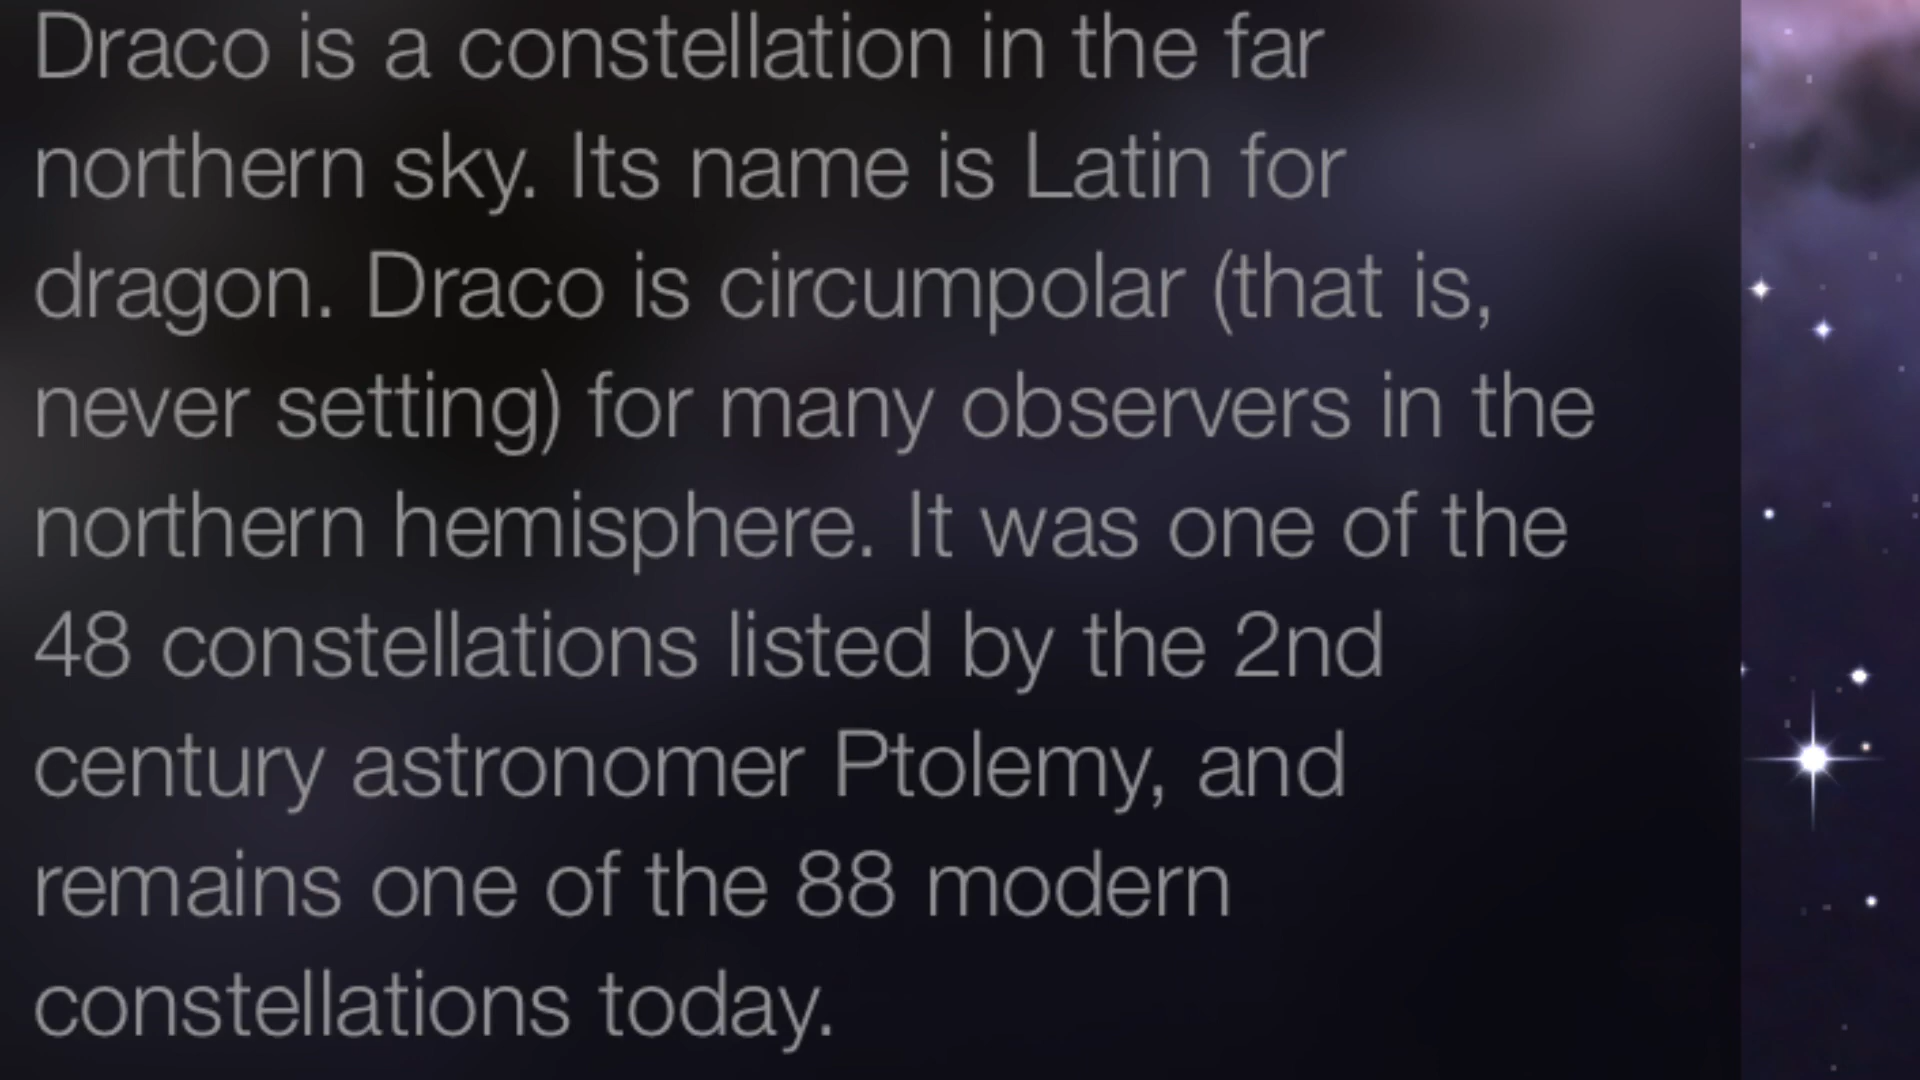 Draco is a constellation in the far
northern sky. Its name is Latin for
dragon. Draco is circumpolar (that is,
never setting) for many observers in the
northern hemisphere. It was one of the
48 constellations listed by the 2nd
century astronomer Ptolemy, and
remains one of the 88 modern
constellations today.